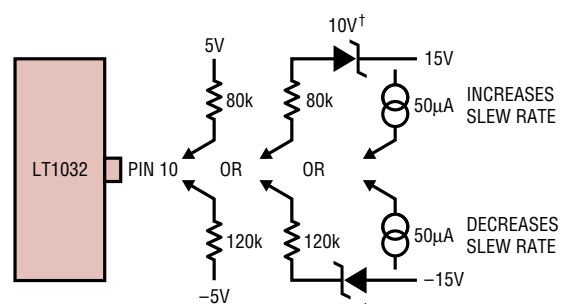 10V†
5V
15V
80k
80k
50µA
INCREASES
SLEW RATE
LT1032
PIN 10
OR
OR
120k
120k
50µA
DECREASES
SLEW RATE
–5V
–15V